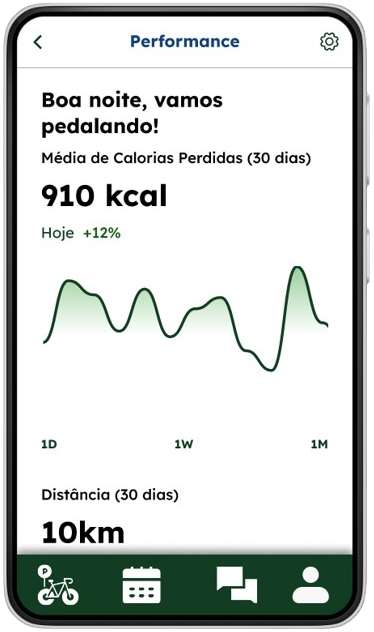 Performance
Boa noite, vamos
pedalando!
Média de Calorias Perdidas (30 dias)
910 kcal
Hoje +12%
1D 1W 1M
Distância (30 dias)
10km
P